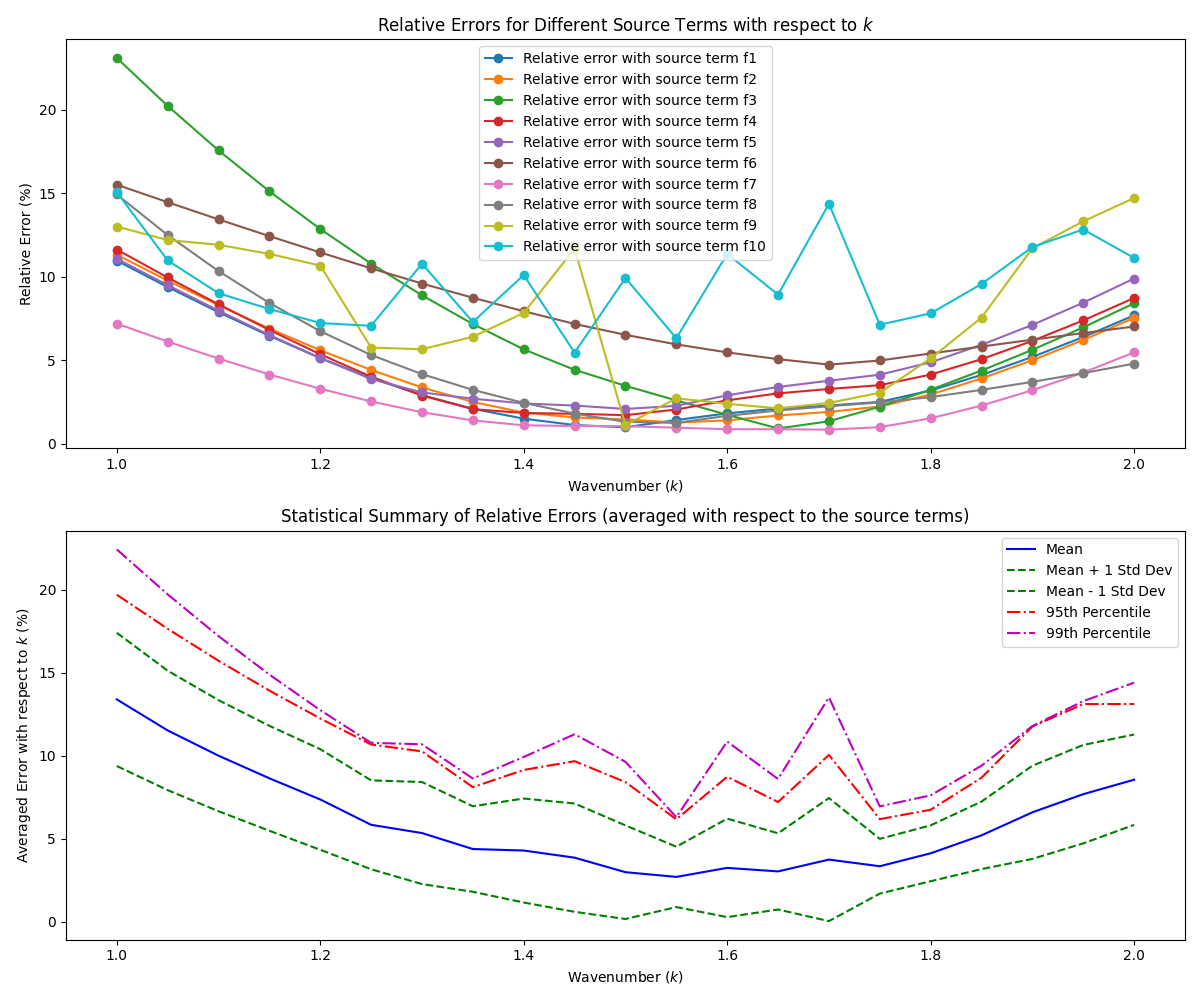 Relative Errors for Different Source Terms with respect to k
Relative Error (%)
20
15
10
5
0
Relative error with source term f1
Relative error with source term f2
Relative error with source term f3
Relative error with source term f4
Relative error with source term f5
Relative error with source term f6
Relative error with source term f7
Relative error with source term f8
Relative error with source term f9
Relative error with source term f10
1.0 1.2 1.4 1.6 1.8 2.0
Wavenumber (k)
Statistical Summary of Relative Errors (averaged with respect to the source terms)
Averaged Error with respect to k (%)
20
15
10
5
0
Mean
Mean + 1 Std Dev
Mean - 1 Std Dev
95th Percentile
99th Percentile
1.0 1.2 1.4 1.6 1.8 2.0
Wavenumber (k)